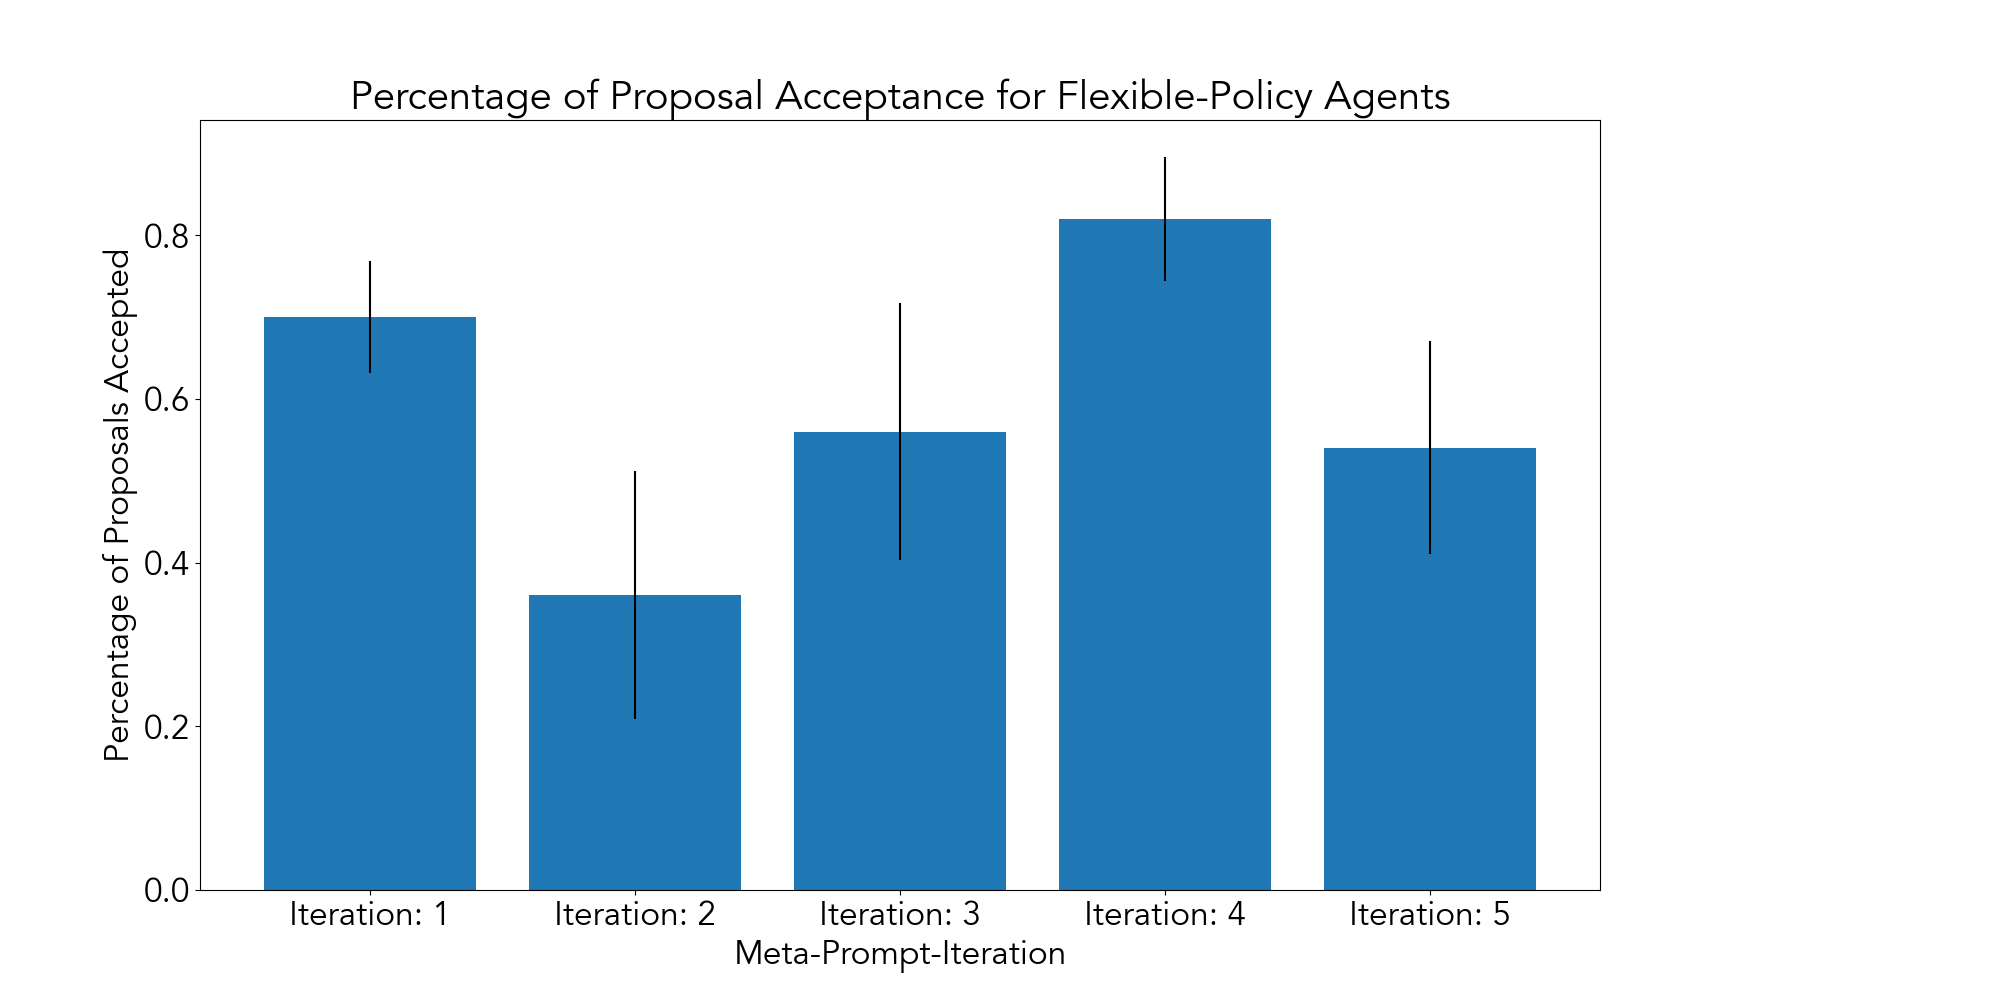 Percentage of Proposal Acceptance for Flexible-Policy Agents
Percentage of Proposals Accepted
0.8
0.6
0.4
0.2
0.0
Iteration: 1
Iteration: 2
Iteration: 3
Iteration: 4
Iteration: 5
Meta-Prompt-Iteration